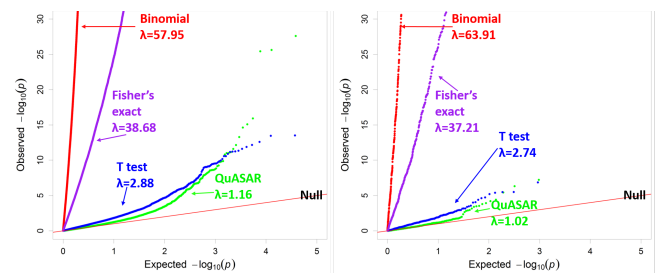 30
25
20
15
10
5
0
Observed −log10(p)
Binomial
λ=57.95
Fisher's
exact
λ=38.68
T test
λ=2.88
QuASAR
λ=1.16
Null
0 1 2 3 4 5
Expected −log10(p)
30
25
20
15
10
5
0
Observed −log10(p)
Binomial
λ=63.91
Fisher's
exact
λ=37.21
T test
λ=2.74
QuASAR
λ=1.02
Null
0 1 2 3 4 5
Expected −log10(p)